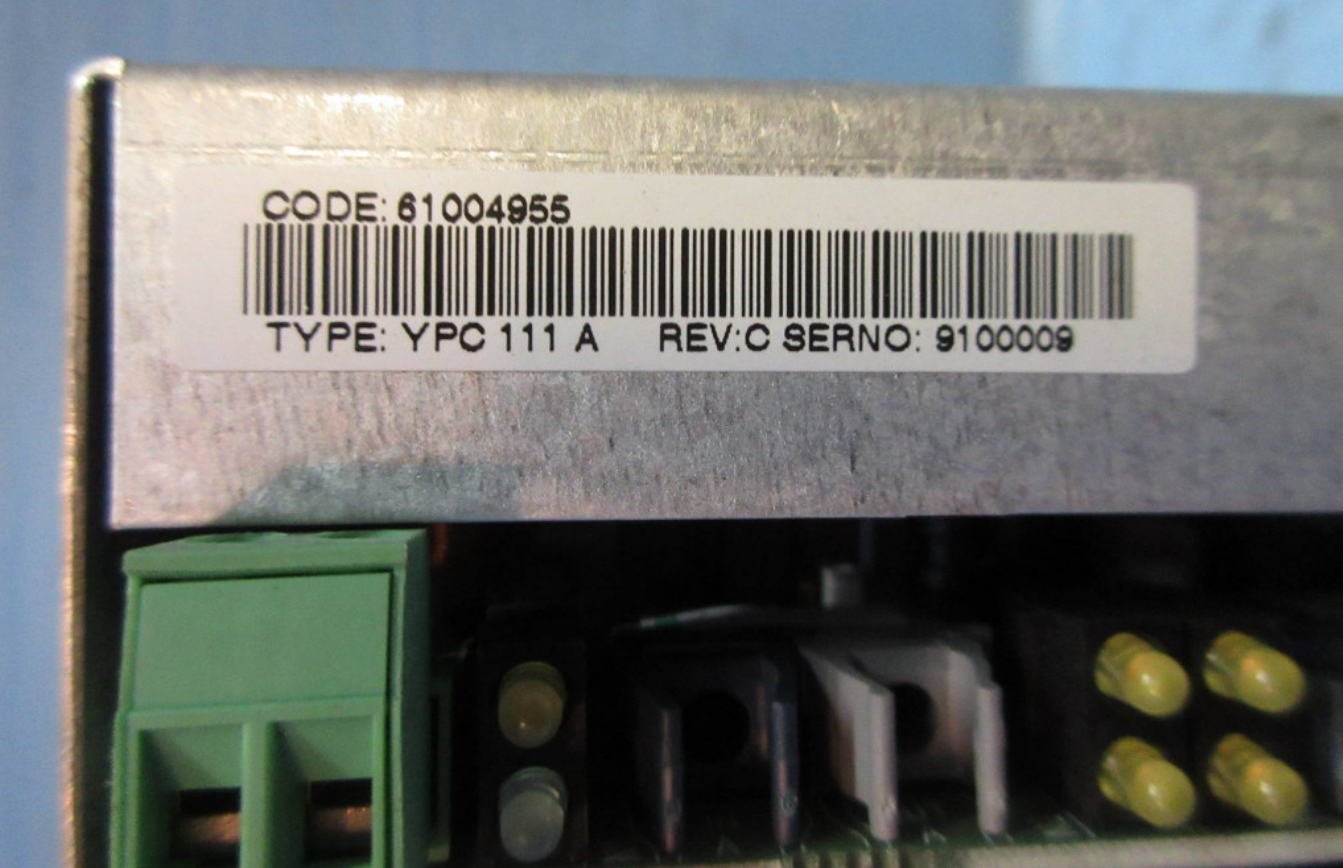 CODE: 61004955
TYPE: YPC 111 A REV:C SERNO: 9100009